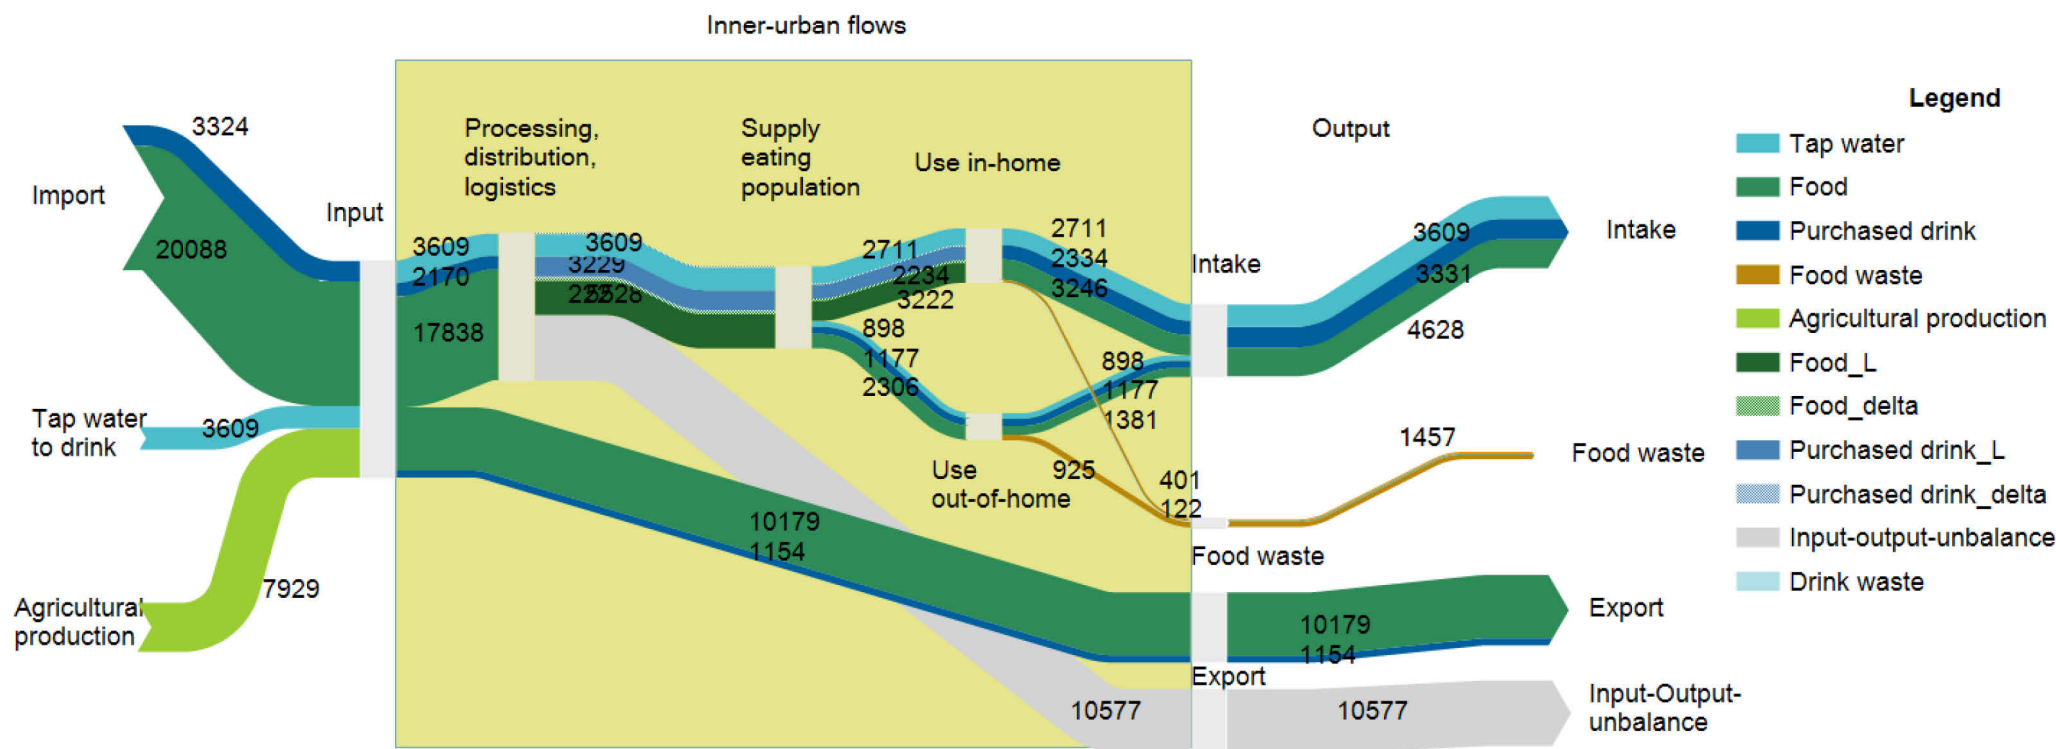 Inner-urban flows
Import
3324
20088
Tap water
to drink
3609
Agricultural
production
7929
Input
3609
2170
17838
Processing,
distribution,
logistics
3609
3229
5528
Supply
eating
population
2711
2234
3222
898
1177
2306
Use in-home
2711
2334
3246
Use
out-of-home
898
1177
1381
925
401
122
10179
1154
10577
Intake
Food waste
Export
Output
3609
3331
4628
Intake
1457
Food waste
10179
1154
Export
10577
Input-Output-
unbalance
Legend
Tap water
Food
Purchased drink
Food waste
Agricultural production
Food_L
Food_delta
Purchased drink_L
Purchased drink_delta
Input-output-unbalance
Drink waste